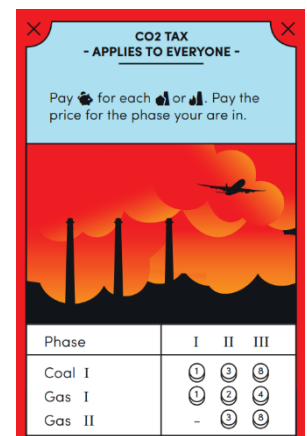 CO2 TAX
- APPLIES TO EVERYONE -
Pay for each or . Pay the
price for the phase your are in.
Phase I II III
Coal I 1 3 8
Gas I 1 2 4
Gas II - 3 8